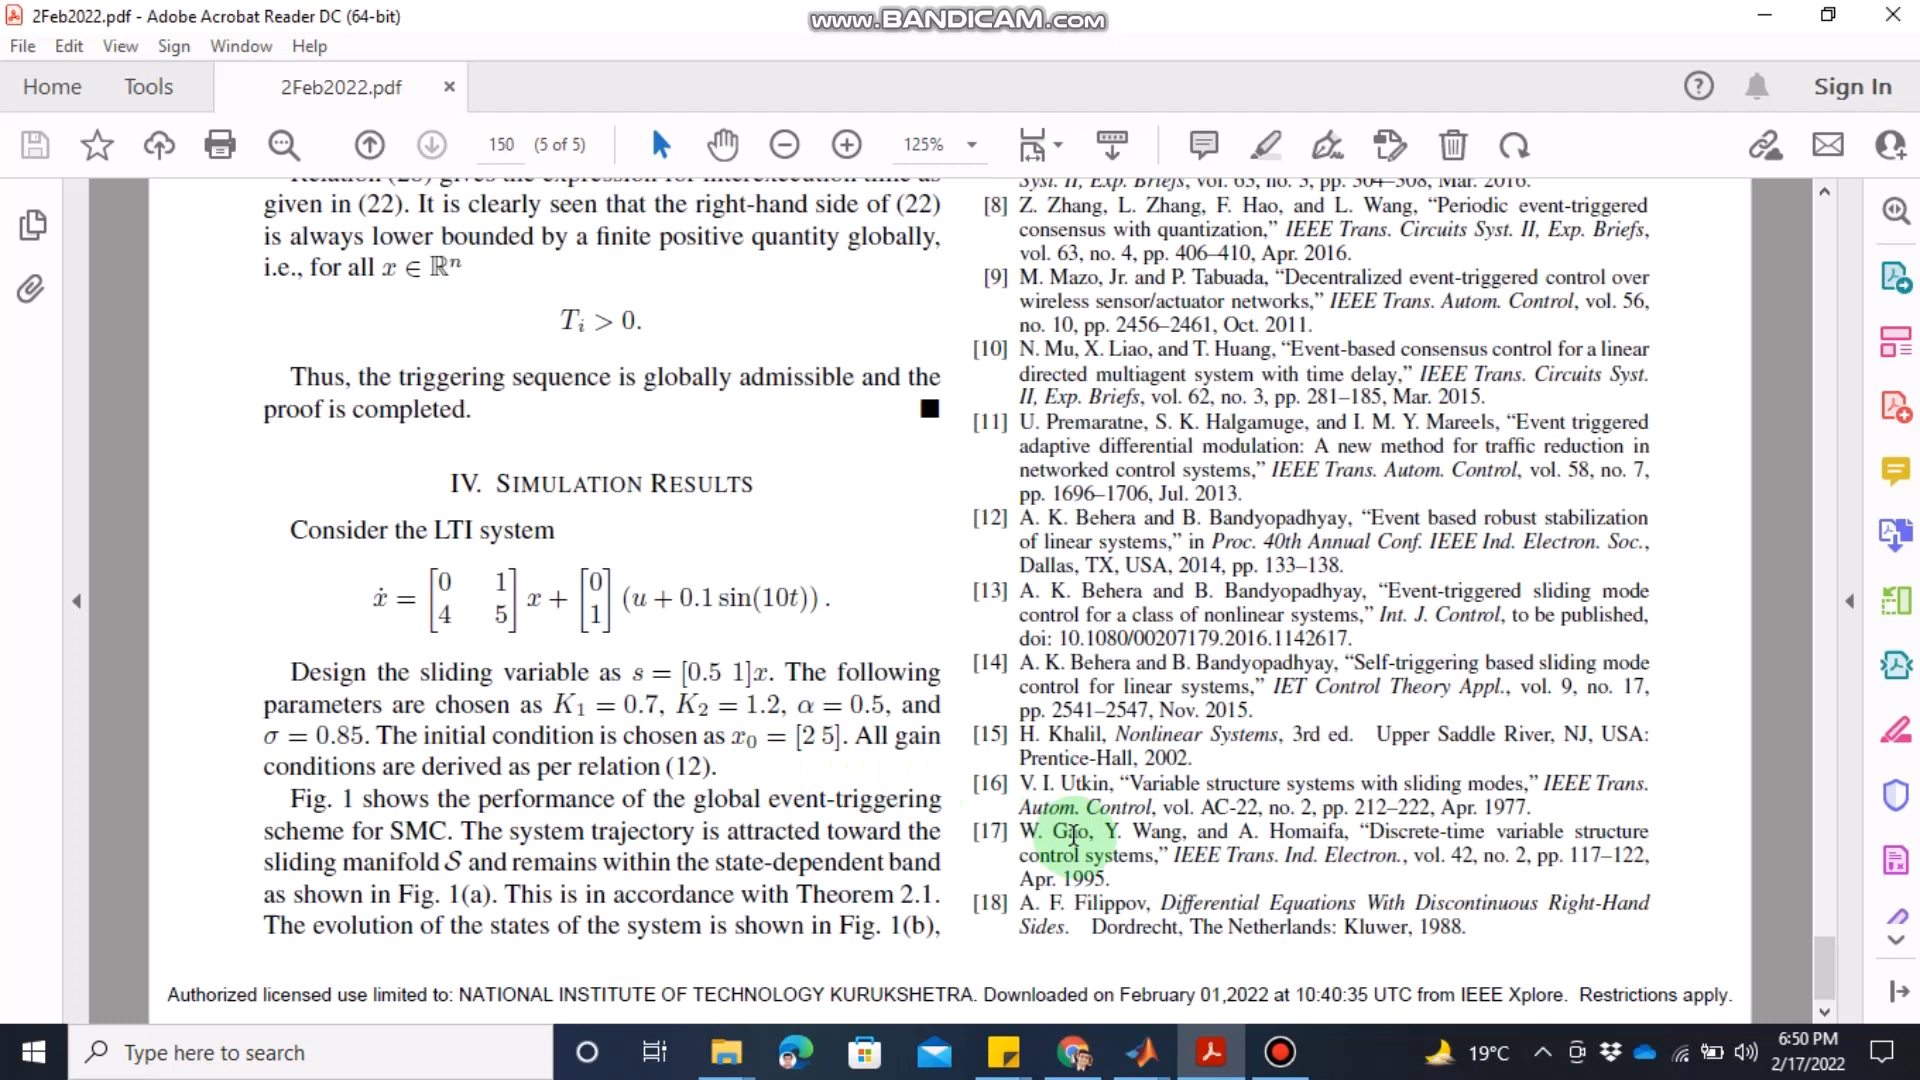 2Feb2022.pdf - Adobe Acrobat Reader DC (64-bit)
www.BANDICAM.com
File Edit View Sign Window Help
Home Tools 2Feb2022.pdf × Sign In
150 (5 of 5) 125%
given in (22). It is clearly seen that the right-hand side of (22)
is always lower bounded by a finite positive quantity globally,
i.e., for all x ∈ ℝⁿ
Tᵢ > 0.
Thus, the triggering sequence is globally admissible and the
proof is completed. ■
IV. SIMULATION RESULTS
Consider the LTI system
ẋ = [0 1; 4 5] x + [0; 1] (u + 0.1 sin(10t)).
Design the sliding variable as s = [0.5 1]x. The following
parameters are chosen as K₁ = 0.7, K₂ = 1.2, α = 0.5, and
σ = 0.85. The initial condition is chosen as x₀ = [2 5]. All gain
conditions are derived as per relation (12).
Fig. 1 shows the performance of the global event-triggering
scheme for SMC. The system trajectory is attracted toward the
sliding manifold S and remains within the state-dependent band
as shown in Fig. 1(a). This is in accordance with Theorem 2.1.
The evolution of the states of the system is shown in Fig. 1(b),
Syst. II, Exp. Briefs, vol. 63, no. 3, pp. 304–308, Mar. 2016.
[8] Z. Zhang, L. Zhang, F. Hao, and L. Wang, “Periodic event-triggered
consensus with quantization,” IEEE Trans. Circuits Syst. II, Exp. Briefs,
vol. 63, no. 4, pp. 406–410, Apr. 2016.
[9] M. Mazo, Jr. and P. Tabuada, “Decentralized event-triggered control over
wireless sensor/actuator networks,” IEEE Trans. Autom. Control, vol. 56,
no. 10, pp. 2456–2461, Oct. 2011.
[10] N. Mu, X. Liao, and T. Huang, “Event-based consensus control for a linear
directed multiagent system with time delay,” IEEE Trans. Circuits Syst.
II, Exp. Briefs, vol. 62, no. 3, pp. 281–185, Mar. 2015.
[11] U. Premaratne, S. K. Halgamuge, and I. M. Y. Mareels, “Event triggered
adaptive differential modulation: A new method for traffic reduction in
networked control systems,” IEEE Trans. Autom. Control, vol. 58, no. 7,
pp. 1696–1706, Jul. 2013.
[12] A. K. Behera and B. Bandyopadhyay, “Event based robust stabilization
of linear systems,” in Proc. 40th Annual Conf. IEEE Ind. Electron. Soc.,
Dallas, TX, USA, 2014, pp. 133–138.
[13] A. K. Behera and B. Bandyopadhyay, “Event-triggered sliding mode
control for a class of nonlinear systems,” Int. J. Control, to be published,
doi: 10.1080/00207179.2016.1142617.
[14] A. K. Behera and B. Bandyopadhyay, “Self-triggering based sliding mode
control for linear systems,” IET Control Theory Appl., vol. 9, no. 17,
pp. 2541–2547, Nov. 2015.
[15] H. Khalil, Nonlinear Systems, 3rd ed. Upper Saddle River, NJ, USA:
Prentice-Hall, 2002.
[16] V. I. Utkin, “Variable structure systems with sliding modes,” IEEE Trans.
Autom. Control, vol. AC-22, no. 2, pp. 212–222, Apr. 1977.
[17] W. Gao, Y. Wang, and A. Homaifa, “Discrete-time variable structure
control systems,” IEEE Trans. Ind. Electron., vol. 42, no. 2, pp. 117–122,
Apr. 1995.
[18] A. F. Filippov, Differential Equations With Discontinuous Right-Hand
Sides. Dordrecht, The Netherlands: Kluwer, 1988.
Authorized licensed use limited to: NATIONAL INSTITUTE OF TECHNOLOGY KURUKSHETRA. Downloaded on February 01,2022 at 10:40:35 UTC from IEEE Xplore. Restrictions apply.
Type here to search
19°C
6:50 PM
2/17/2022